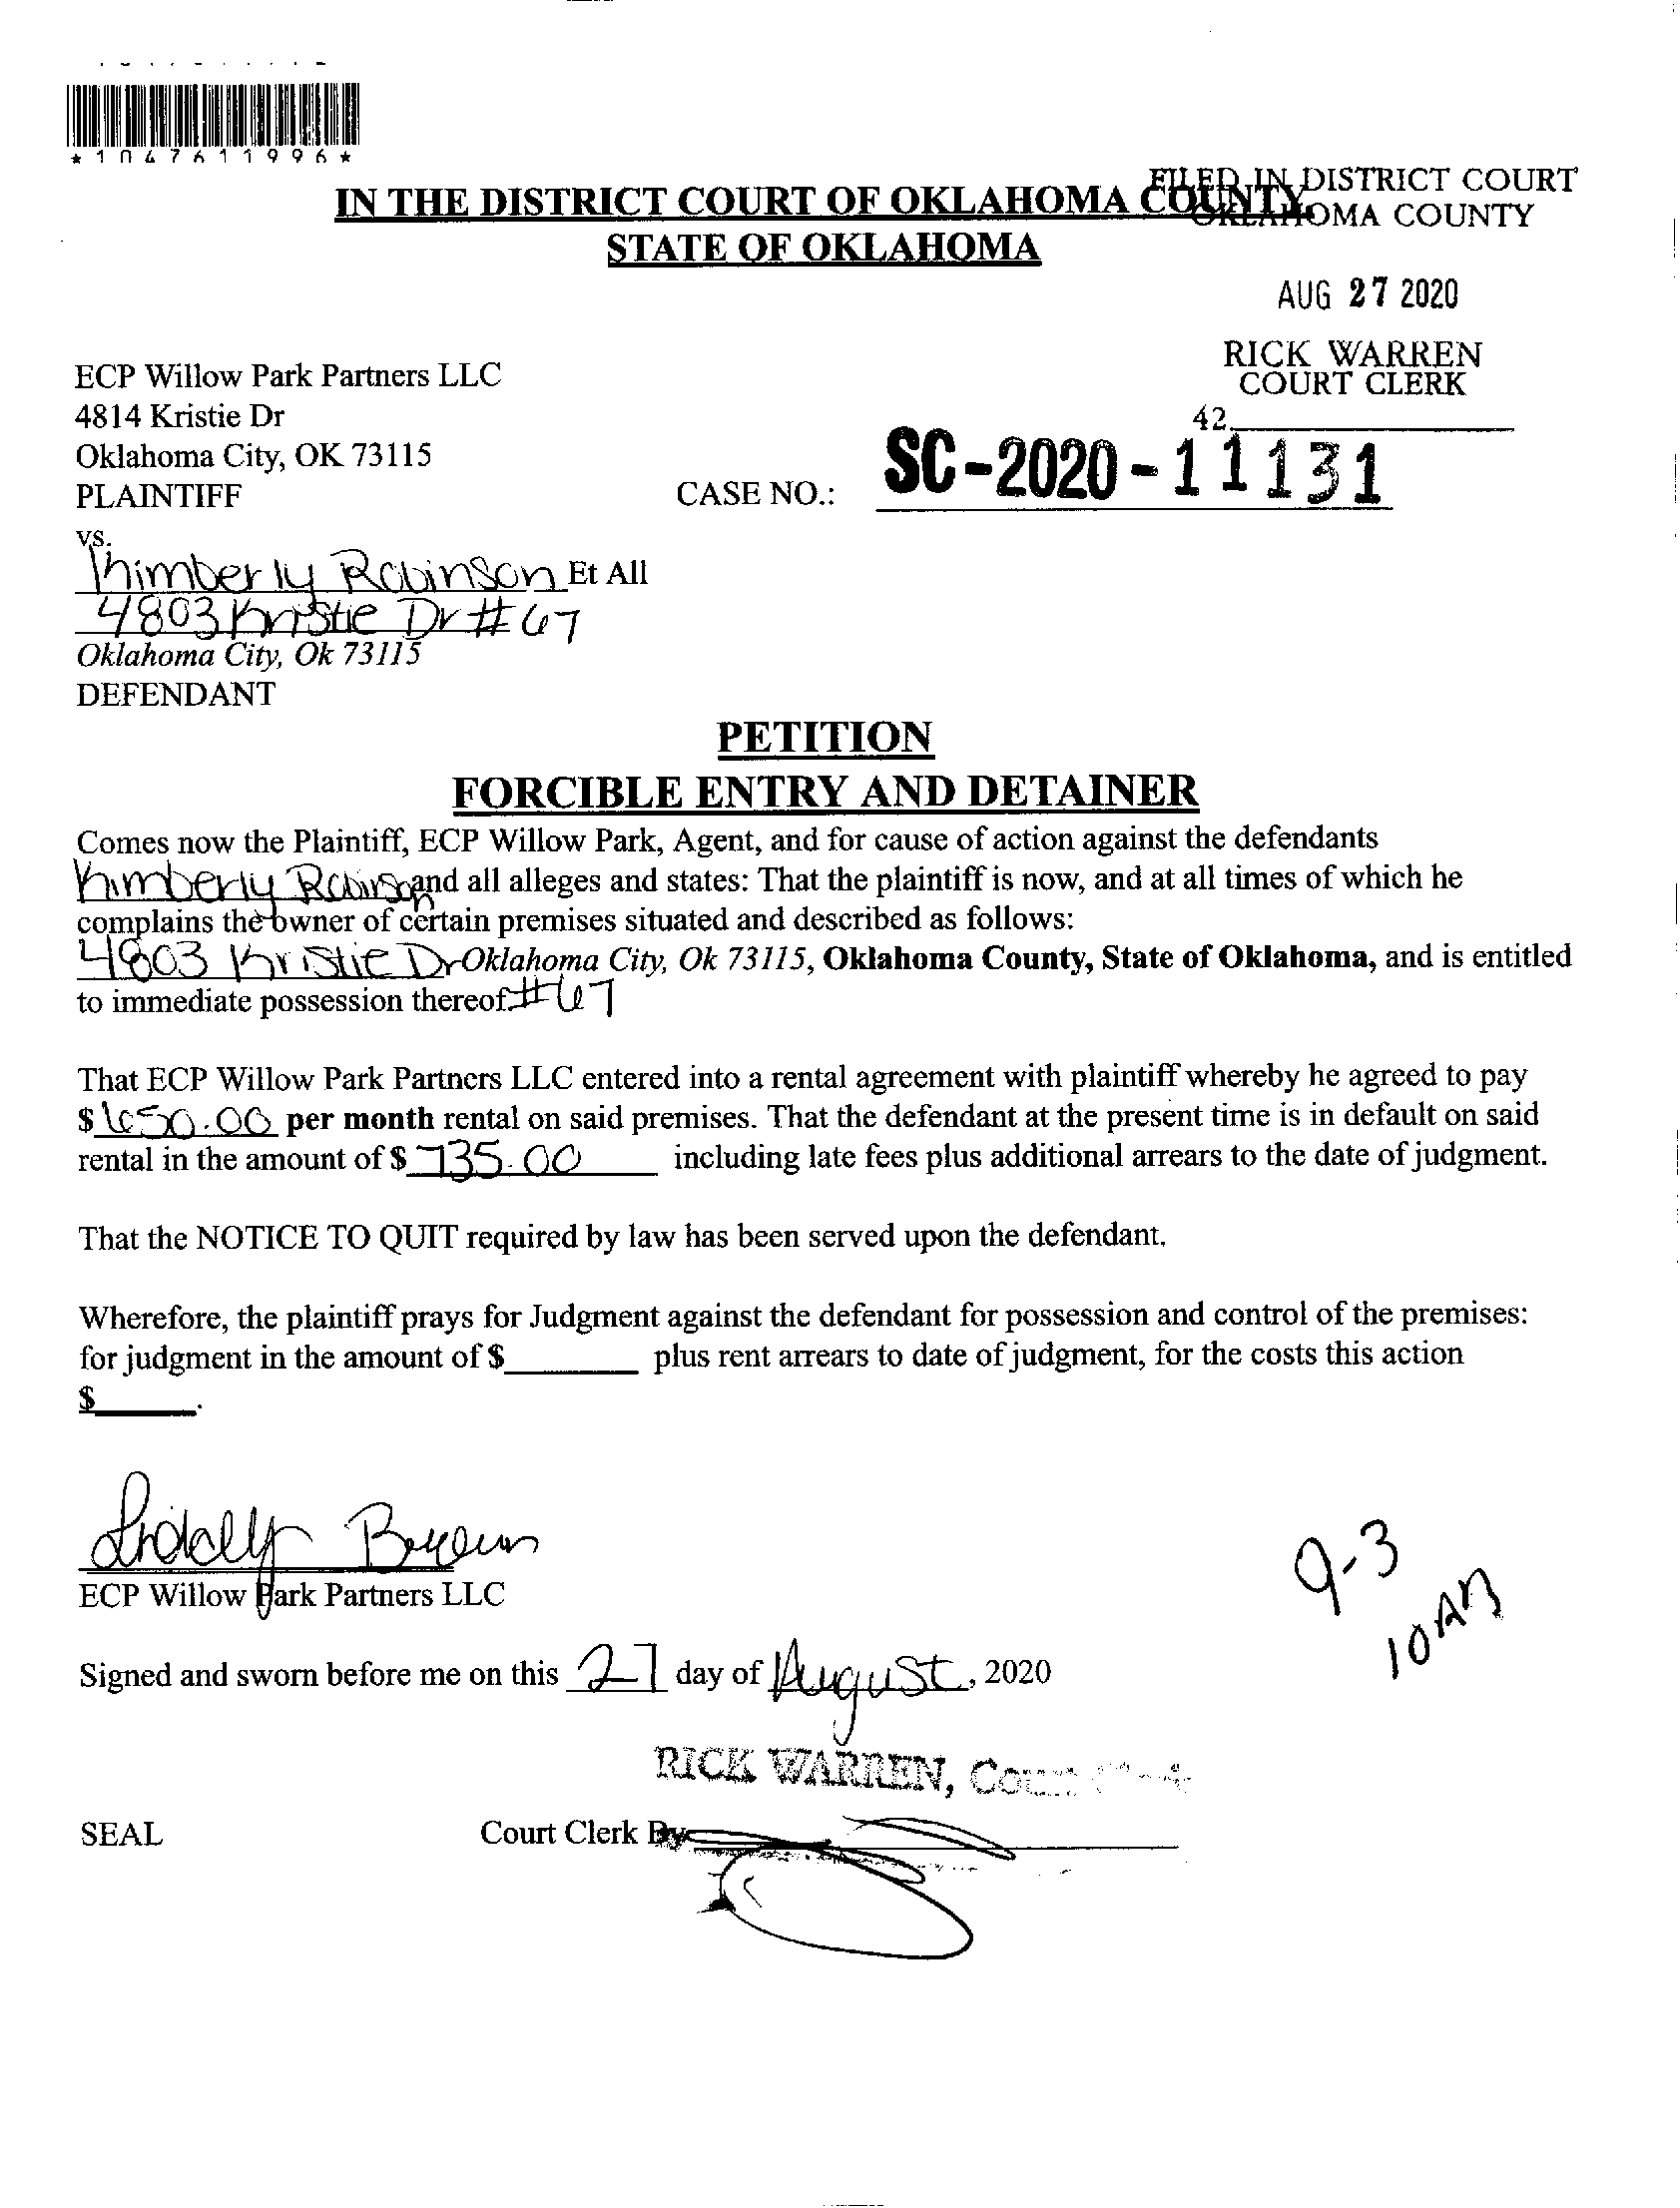 *1047611996*
IN THE DISTRICT COURT OF OKLAHOMA COUNTY
STATE OF OKLAHOMA
FILED IN DISTRICT COURT
OKLAHOMA COUNTY
AUG 27 2020
RICK WARREN
COURT CLERK
42
ECP Willow Park Partners LLC
4814 Kristie Dr
Oklahoma City, OK 73115
PLAINTIFF
CASE NO.: SC-2020-11131
vs.
Kimberly Robinson Et All
4803 Kristie Dr #67
Oklahoma City, Ok 73115
DEFENDANT
PETITION
FORCIBLE ENTRY AND DETAINER
Comes now the Plaintiff, ECP Willow Park, Agent, and for cause of action against the defendants
Kimberly Robinson and all alleges and states: That the plaintiff is now, and at all times of which he
complains the owner of certain premises situated and described as follows:
4803 Kristie Dr Oklahoma City, Ok 73115, Oklahoma County, State of Oklahoma, and is entitled
to immediate possession thereof. #67
That ECP Willow Park Partners LLC entered into a rental agreement with plaintiff whereby he agreed to pay
$ 650.00 per month rental on said premises. That the defendant at the present time is in default on said
rental in the amount of $ 735.00 including late fees plus additional arrears to the date of judgment.
That the NOTICE TO QUIT required by law has been served upon the defendant.
Wherefore, the plaintiff prays for Judgment against the defendant for possession and control of the premises:
for judgment in the amount of $ plus rent arrears to date of judgment, for the costs this action
$ .
ECP Willow Park Partners LLC
9-3
10AM
Signed and sworn before me on this 27 day of August, 2020
RICK WARREN, Court Clerk
SEAL
Court Clerk By